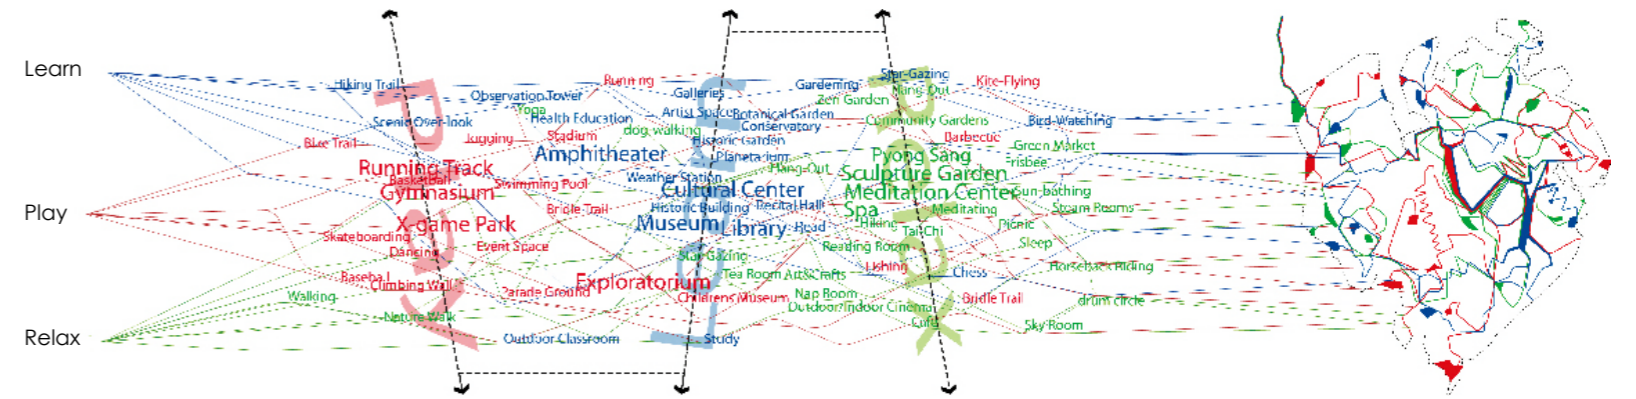 Learn
Play
Relax
Play
Learn
Relax
Hiking Trail
Scenic Over-look
Bike Trail
Running Track
Basketball
Gymnasium
X-game Park
Skateboarding
Dancing
Climbing Wall
Walking
Nature Walk
Observation Tower
Yoga
Health Education
Jogging
Stadium
Amphitheater
Swimming Pool
Bridle Trail
Event Space
Exploratorium
Outdoor Classroom
Running
Galleries
Artist Space
Botanical Garden
Conservatory
dog walking
Historic Garden
Planetarium
Weather Station
Hang-Out
Cultural Center
Historic Building
Recital Hall
Museum
Library
Read
Star-Gazing
Tea Room
Arts&Crafts
Childrens Museum
Nap Room
Outdoor/Indoor Cinema
Study
Gardening
Star-Gazing
Hang-Out
Zen Garden
Community Gardens
Kite-Flying
Bird-Watching
Barbecue
Green Market
Pyong Sang
Frisbee
Sculpture Garden
Meditation Center
Sun-bathing
Spa
Meditating
Steam Rooms
Hiking
Tai-Chi
Picnic
Reading Room
Sleep
Fishing
Chess
Horseback Riding
Bridle Trail
drum circle
Sky Room